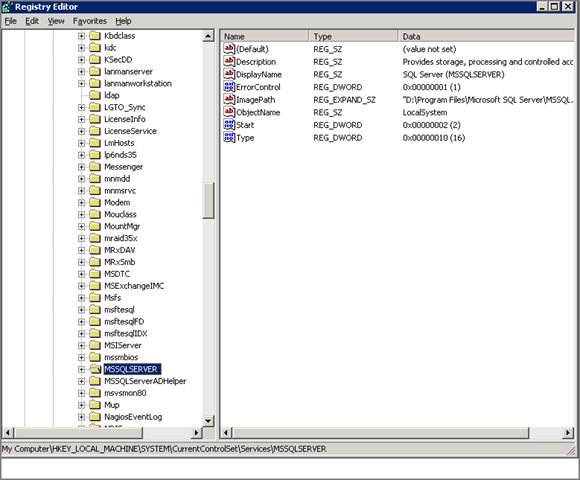 Registry Editor
File Edit View Favorites Help
Kbdclass
kdc
KSecDD
lanmanserver
lanmanworkstation
ldap
LGTO_Sync
LicenseInfo
LicenseService
LmHosts
lp6nds35
Messenger
mnmdd
mnmsrvc
Modem
Mouclass
MountMgr
mraid35x
MRxDAV
MRxSmb
MSDTC
MSExchangeIMC
Msfs
msftesql
msftesqlFD
msftesqlIDX
MSIServer
mssmbios
MSSQLSERVER
MSSQLServerADHelper
msvsmon80
Mup
NagiosEventLog
Name Type Data
(Default) REG_SZ (value not set)
Description REG_SZ Provides storage, processing and controlled acc
DisplayName REG_SZ SQL Server (MSSQLSERVER)
ErrorControl REG_DWORD 0x00000001 (1)
ImagePath REG_EXPAND_SZ "D:\Program Files\Microsoft SQL Server\MSSQL.
ObjectName REG_SZ LocalSystem
Start REG_DWORD 0x00000002 (2)
Type REG_DWORD 0x00000010 (16)
My Computer\HKEY_LOCAL_MACHINE\SYSTEM\CurrentControlSet\Services\MSSQLSERVER